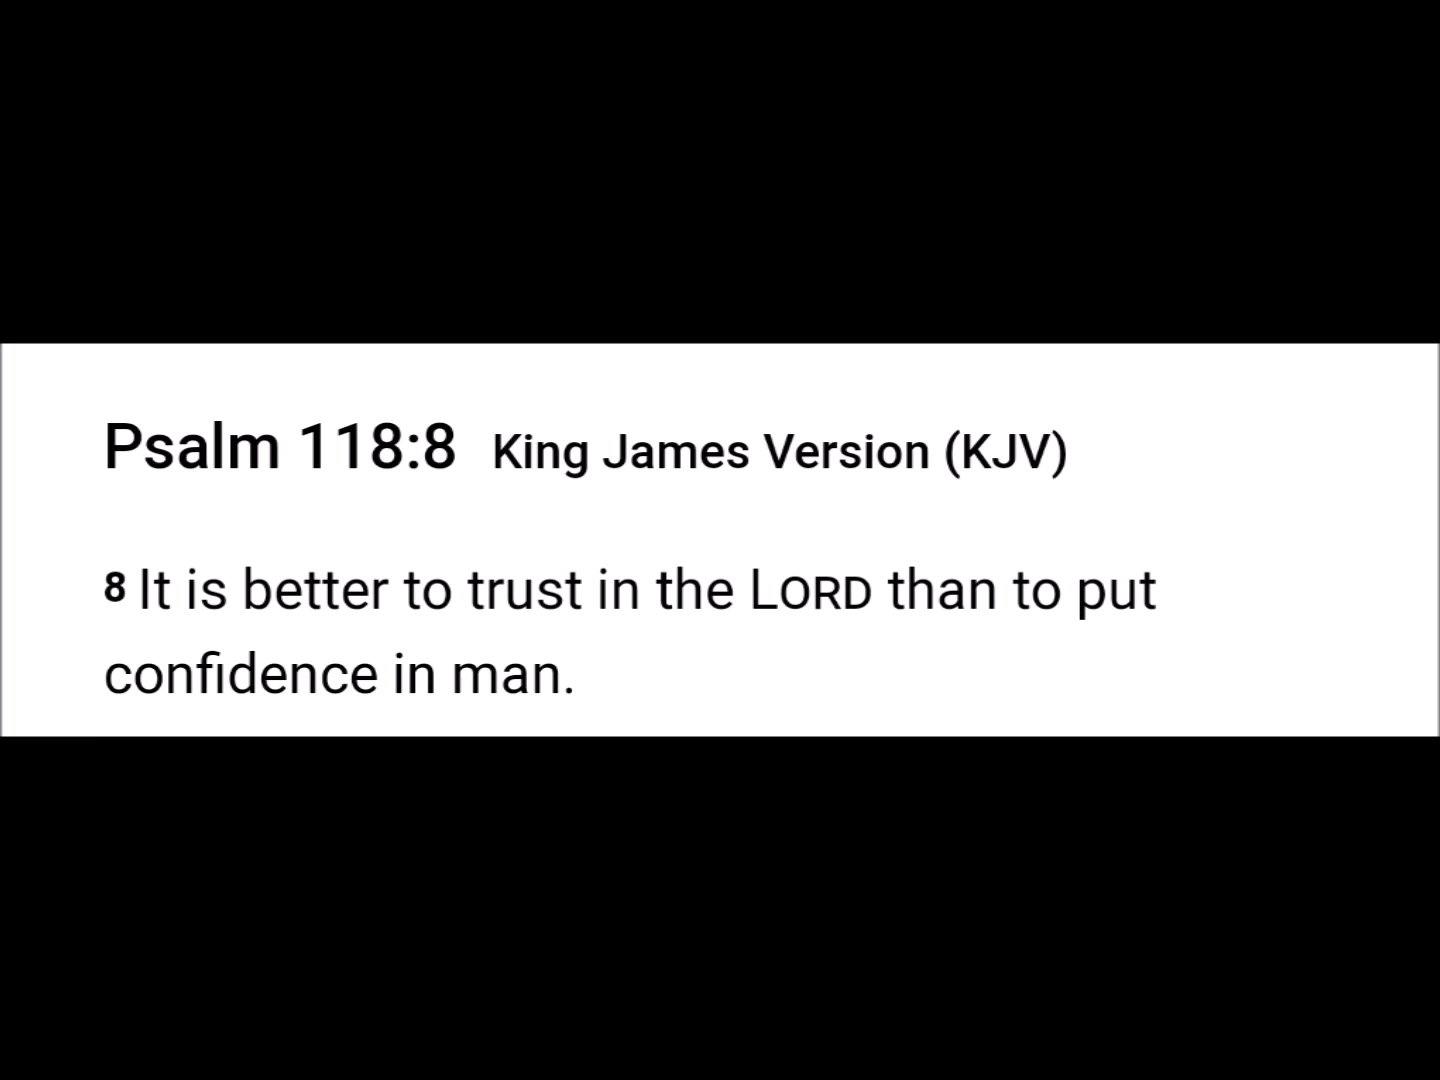 Psalm 118:8 King James Version (KJV)
8 It is better to trust in the LORD than to put
confidence in man.